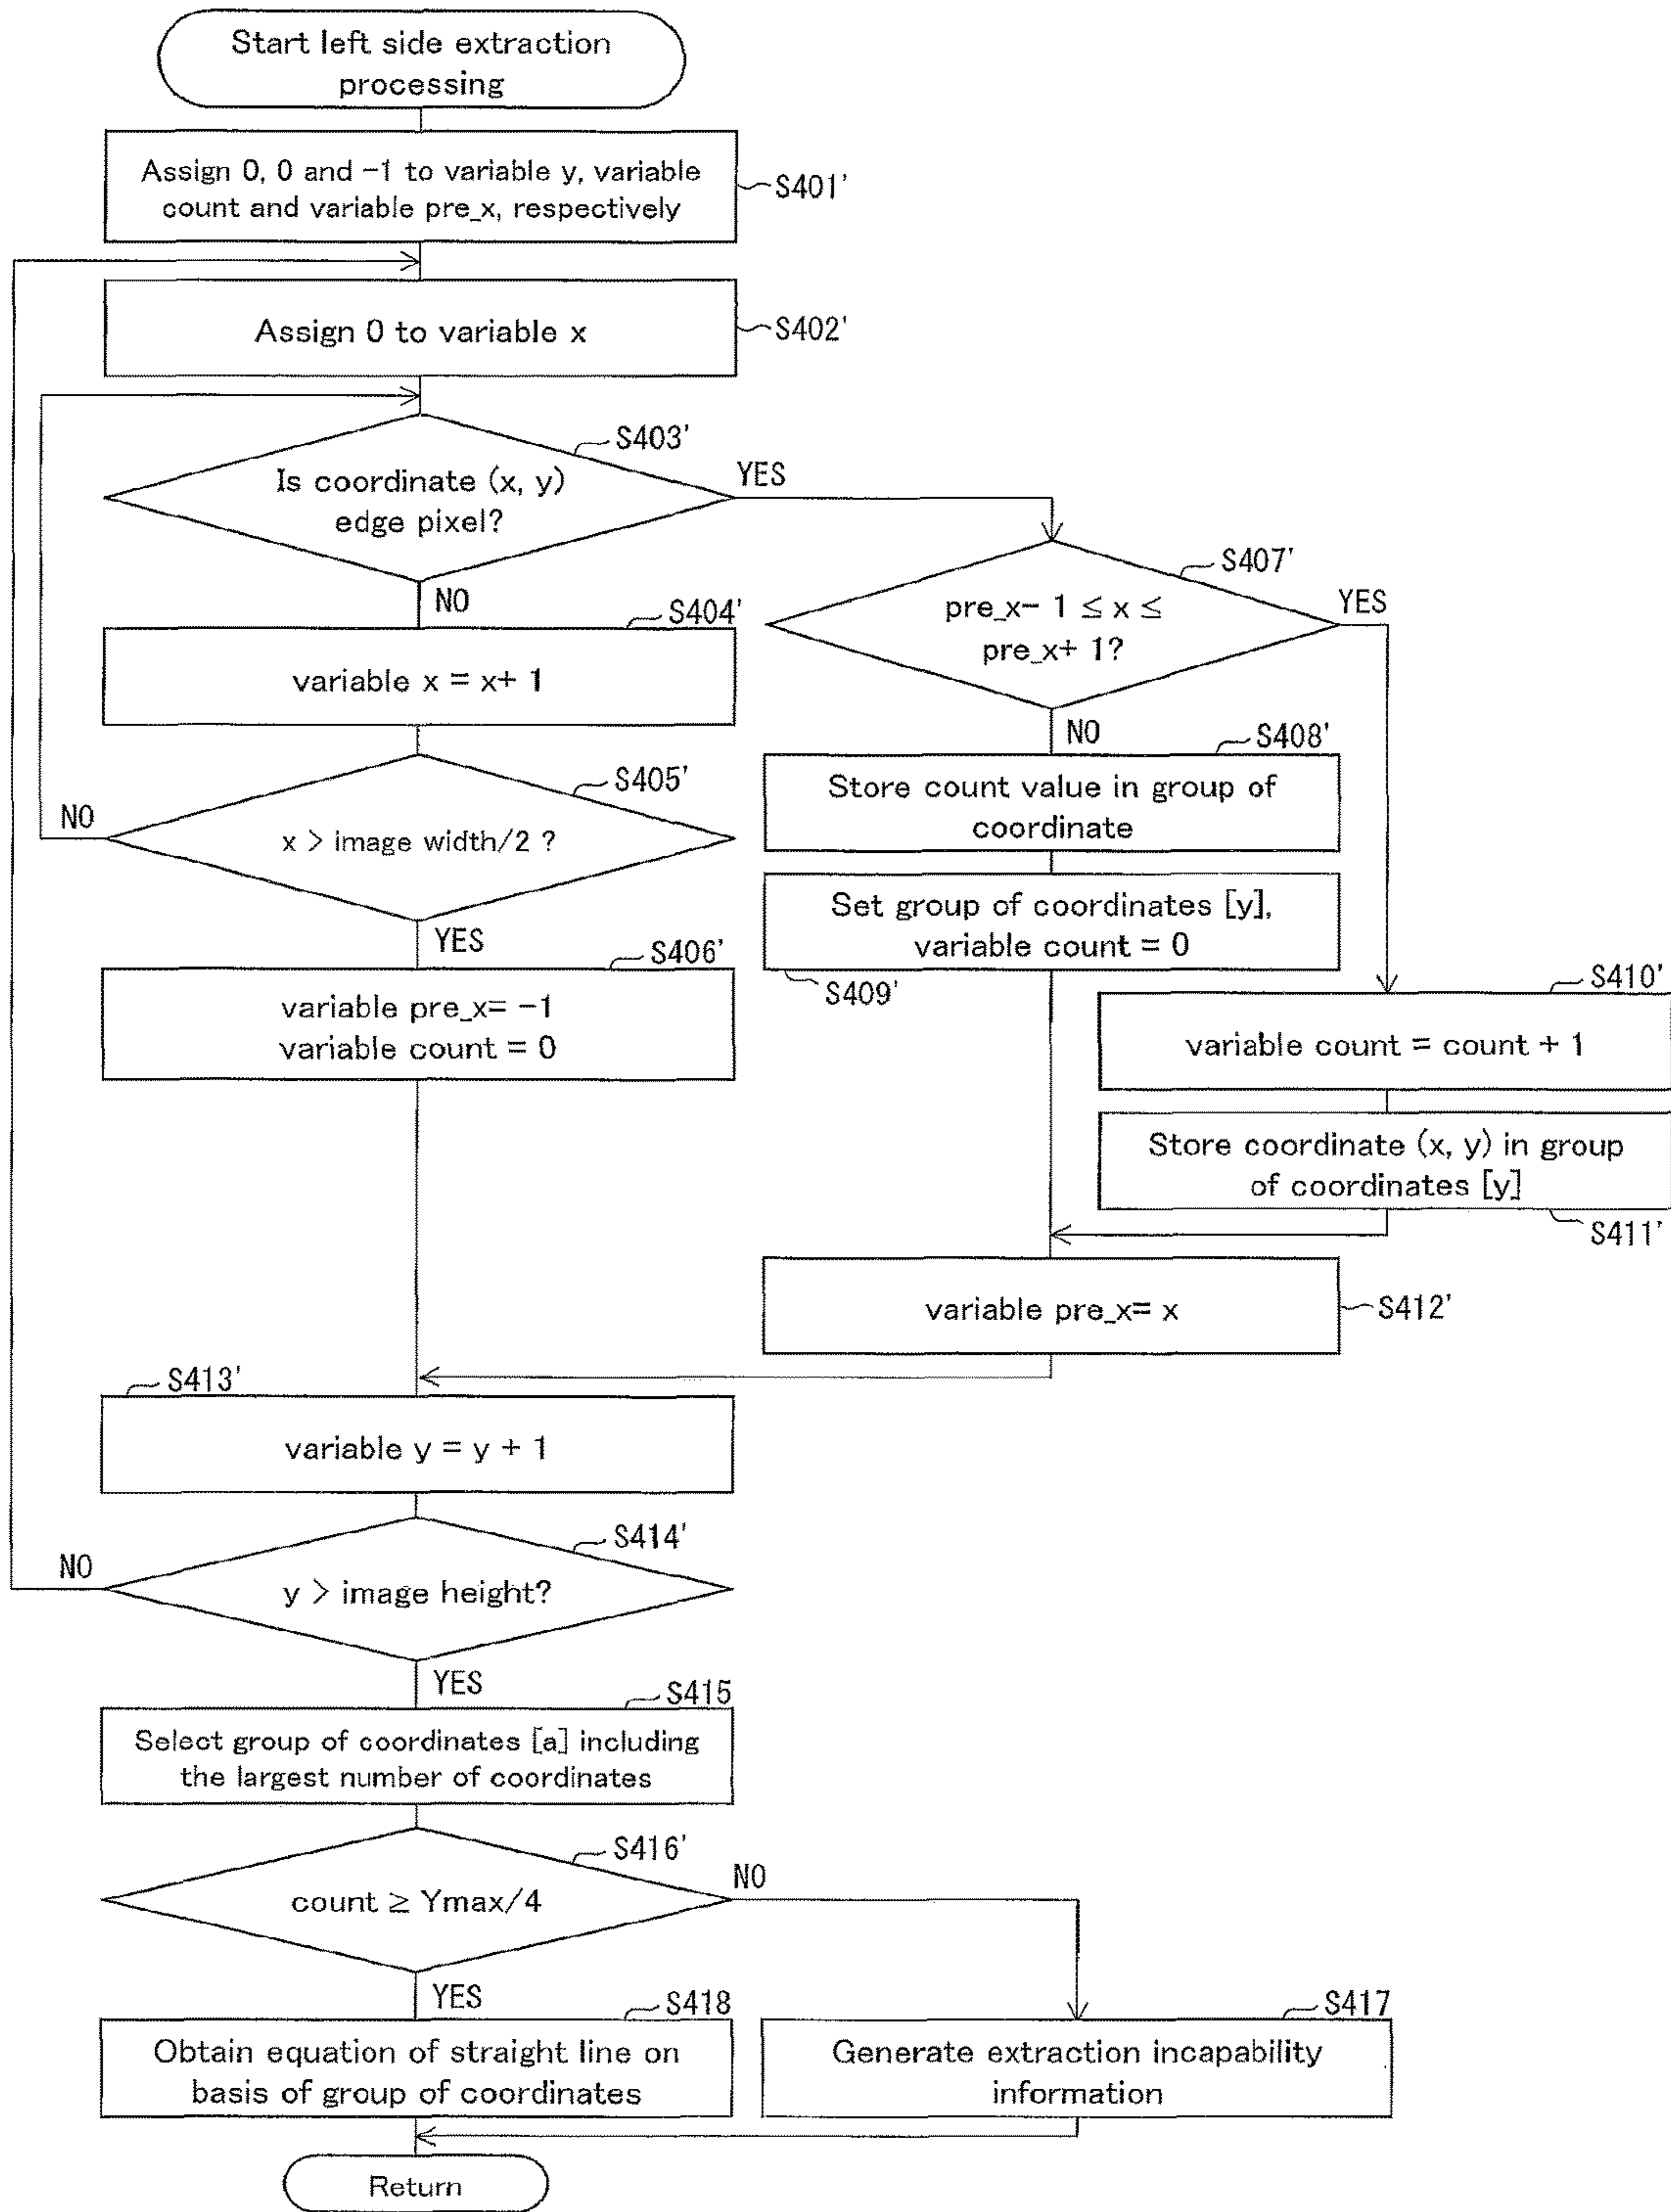 Start left side extraction
processing
Assign 0, 0 and -1 to variable y, variable
count and variable pre_x, respectively
S401'
Assign 0 to variable x
S402'
S403'
Is coordinate (x, y)
edge pixel?
YES
NO
S404'
variable x = x+ 1
S405'
NO
x > image width/2 ?
YES
S406'
variable pre_x= -1
variable count = 0
S407'
pre_x- 1 ≤ x ≤
pre_x+ 1?
YES
NO
S408'
Store count value in group of
coordinate
Set group of coordinates [y],
variable count = 0
S409'
S410'
variable count = count + 1
Store coordinate (x, y) in group
of coordinates [y]
S411'
variable pre_x= x
S412'
S413'
variable y = y + 1
S414'
NO
y > image height?
YES
S415
Select group of coordinates [a] including
the largest number of coordinates
S416'
NO
count ≥ Ymax/4
YES
S418
Obtain equation of straight line on
basis of group of coordinates
S417
Generate extraction incapability
information
Return